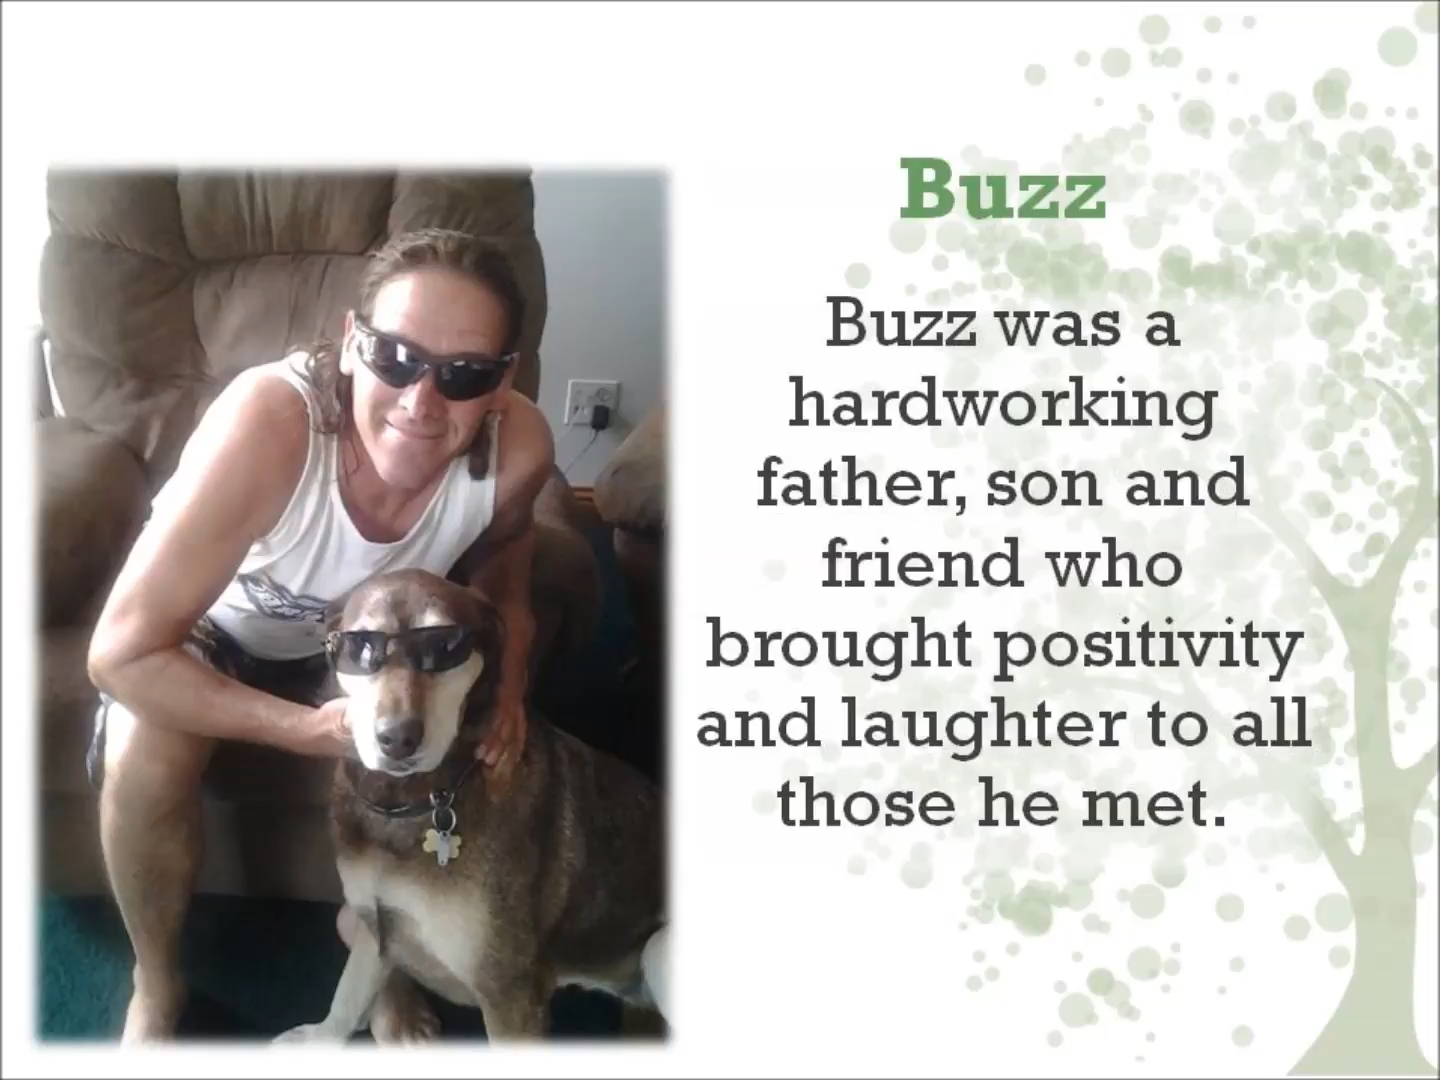 Buzz
Buzz was a
hardworking
father, son and
friend who
brought positivity
and laughter to all
those he met.